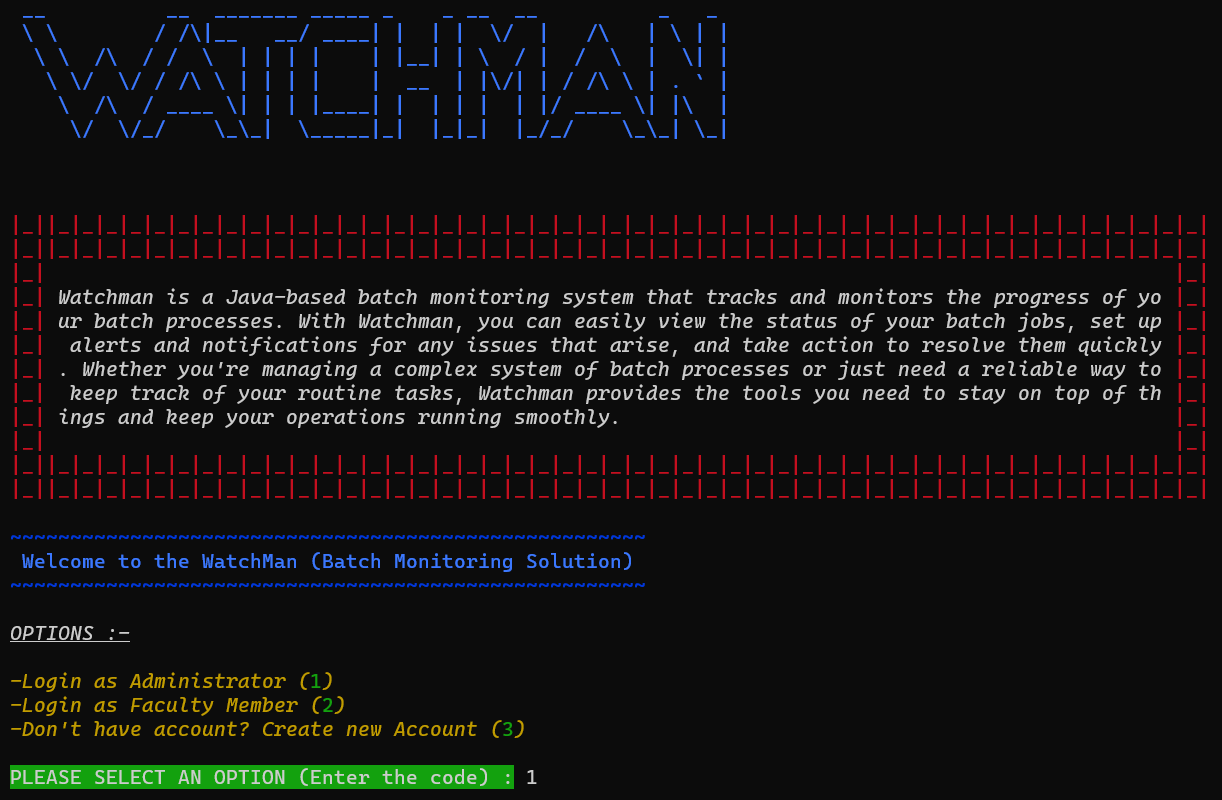 WATCHMAN
Watchman is a Java-based batch monitoring system that tracks and monitors the progress of yo
ur batch processes. With Watchman, you can easily view the status of your batch jobs, set up
alerts and notifications for any issues that arise, and take action to resolve them quickly
. Whether you're managing a complex system of batch processes or just need a reliable way to
keep track of your routine tasks, Watchman provides the tools you need to stay on top of th
ings and keep your operations running smoothly.
~~~~~~~~~~~~~~~~~~~~~~~~~~~~~~~~~~~~~~~~~~~~~~~~~~~~~
Welcome to the WatchMan (Batch Monitoring Solution)
~~~~~~~~~~~~~~~~~~~~~~~~~~~~~~~~~~~~~~~~~~~~~~~~~~~~~
OPTIONS :-
-Login as Administrator (1)
-Login as Faculty Member (2)
-Don't have account? Create new Account (3)
PLEASE SELECT AN OPTION (Enter the code) : 1